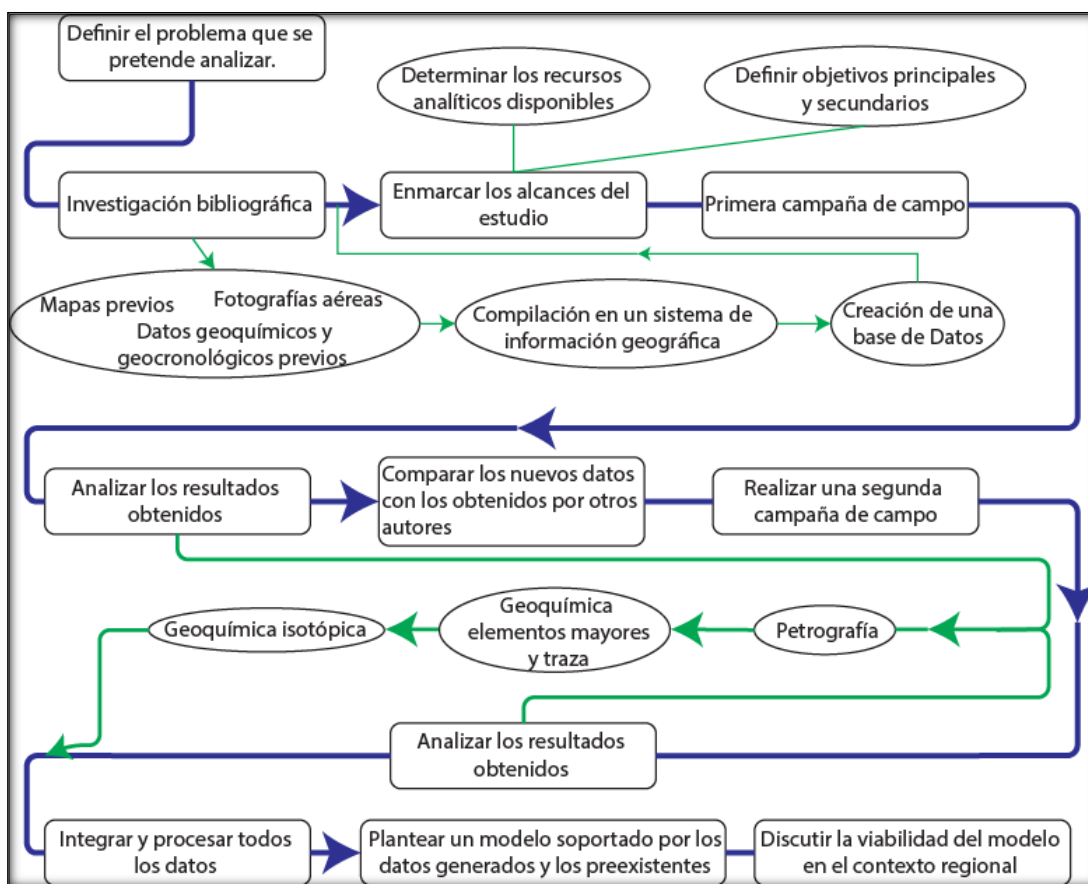 Definir el problema que se
pretende analizar.
Determinar los recursos
analíticos disponibles
Definir objetivos principales
y secundarios
Investigación bibliográfica
Enmarcar los alcances del
estudio
Primera campaña de campo
Mapas previos
Fotografías aéreas
Datos geoquímicos y
geocronológicos previos
Compilación en un sistema de
información geográfica
Creación de una
base de Datos
Analizar los resultados
obtenidos
Comparar los nuevos datos
con los obtenidos por otros
autores
Realizar una segunda
campaña de campo
Geoquímica isotópica
Geoquímica
elementos mayores
y traza
Petrografía
Analizar los resultados
obtenidos
Integrar y procesar todos
los datos
Plantear un modelo soportado por los
datos generados y los preexistentes
Discutir la viabilidad del modelo
en el contexto regional